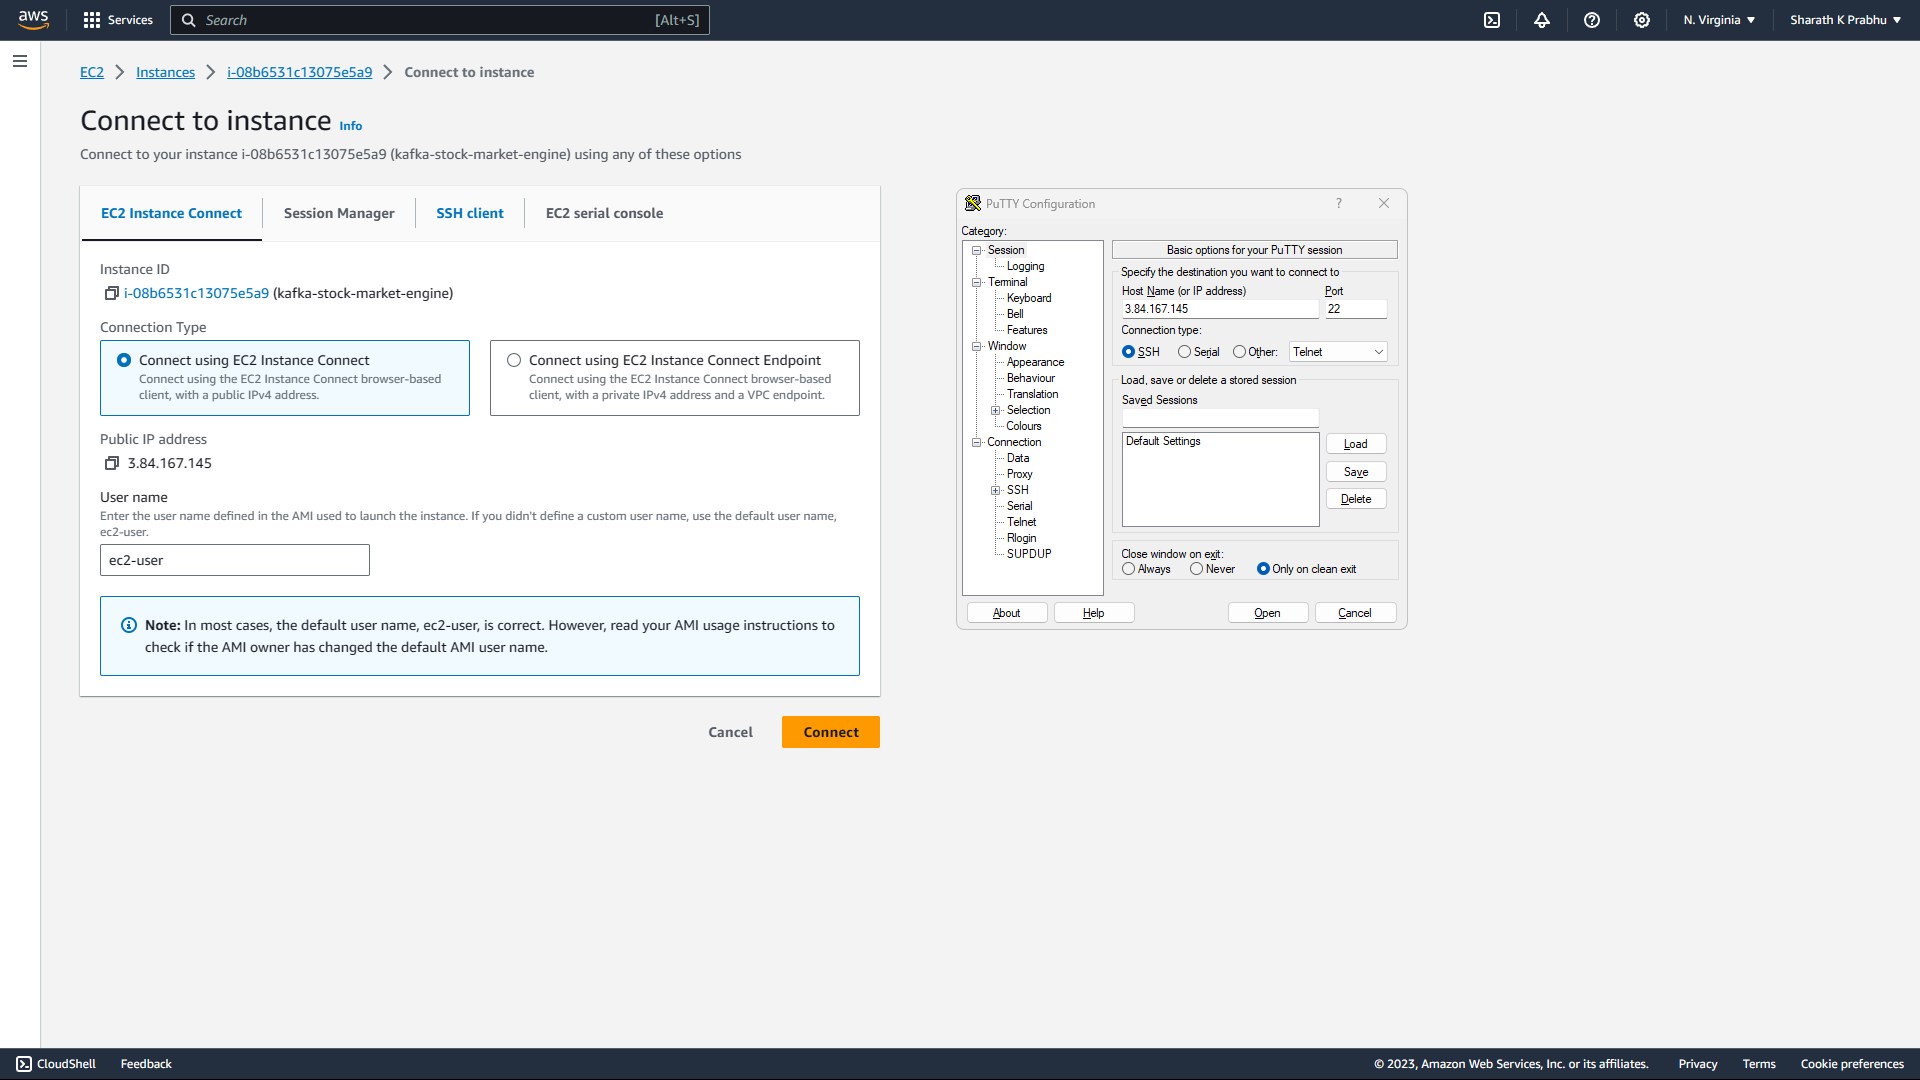 aws
Services
Search
[Alt+S]
N. Virginia
Sharath K Prabhu
EC2
Instances
i-08b6531c13075e5a9
Connect to instance
Connect to instance Info
Connect to your instance i-08b6531c13075e5a9 (kafka-stock-market-engine) using any of these options
EC2 Instance Connect
Session Manager
SSH client
EC2 serial console
Instance ID
i-08b6531c13075e5a9 (kafka-stock-market-engine)
Connection Type
Connect using EC2 Instance Connect
Connect using the EC2 Instance Connect browser-based
client, with a public IPv4 address.
Connect using EC2 Instance Connect Endpoint
Connect using the EC2 Instance Connect browser-based
client, with a private IPv4 address and a VPC endpoint.
Public IP address
3.84.167.145
User name
Enter the user name defined in the AMI used to launch the instance. If you didn't define a custom user name, use the default user name,
ec2-user.
ec2-user
Note: In most cases, the default user name, ec2-user, is correct. However, read your AMI usage instructions to
check if the AMI owner has changed the default AMI user name.
Cancel
Connect
PuTTY Configuration
?
Category:
Session
Logging
Terminal
Keyboard
Bell
Features
Window
Appearance
Behaviour
Translation
Selection
Colours
Connection
Data
Proxy
SSH
Serial
Telnet
Rlogin
SUPDUP
Basic options for your PuTTY session
Specify the destination you want to connect to
Host Name (or IP address)
Port
3.84.167.145
22
Connection type:
SSH
Serial
Other:
Telnet
Load, save or delete a stored session
Saved Sessions
Default Settings
Load
Save
Delete
Close window on exit:
Always
Never
Only on clean exit
About
Help
Open
Cancel
CloudShell
Feedback
© 2023, Amazon Web Services, Inc. or its affiliates.
Privacy
Terms
Cookie preferences